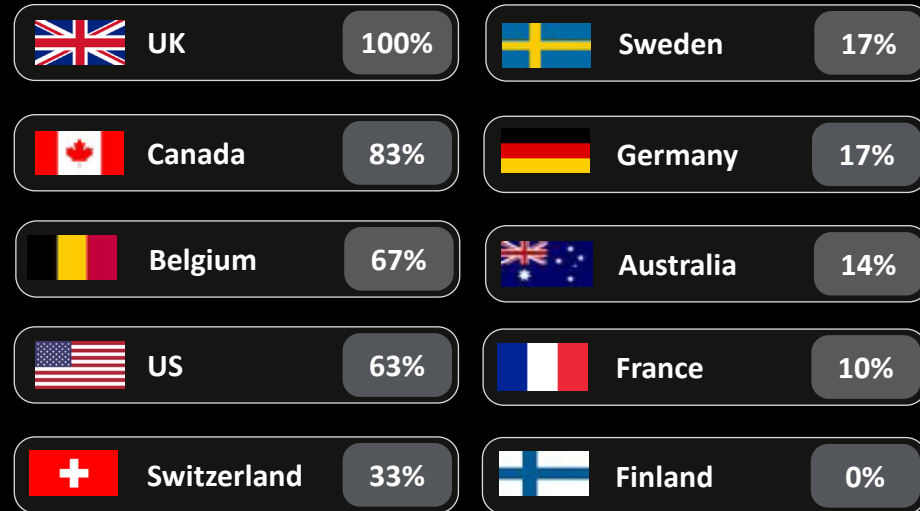 UK 100%
Canada 83%
Belgium 67%
US 63%
Switzerland 33%
Sweden 17%
Germany 17%
Australia 14%
France 10%
Finland 0%